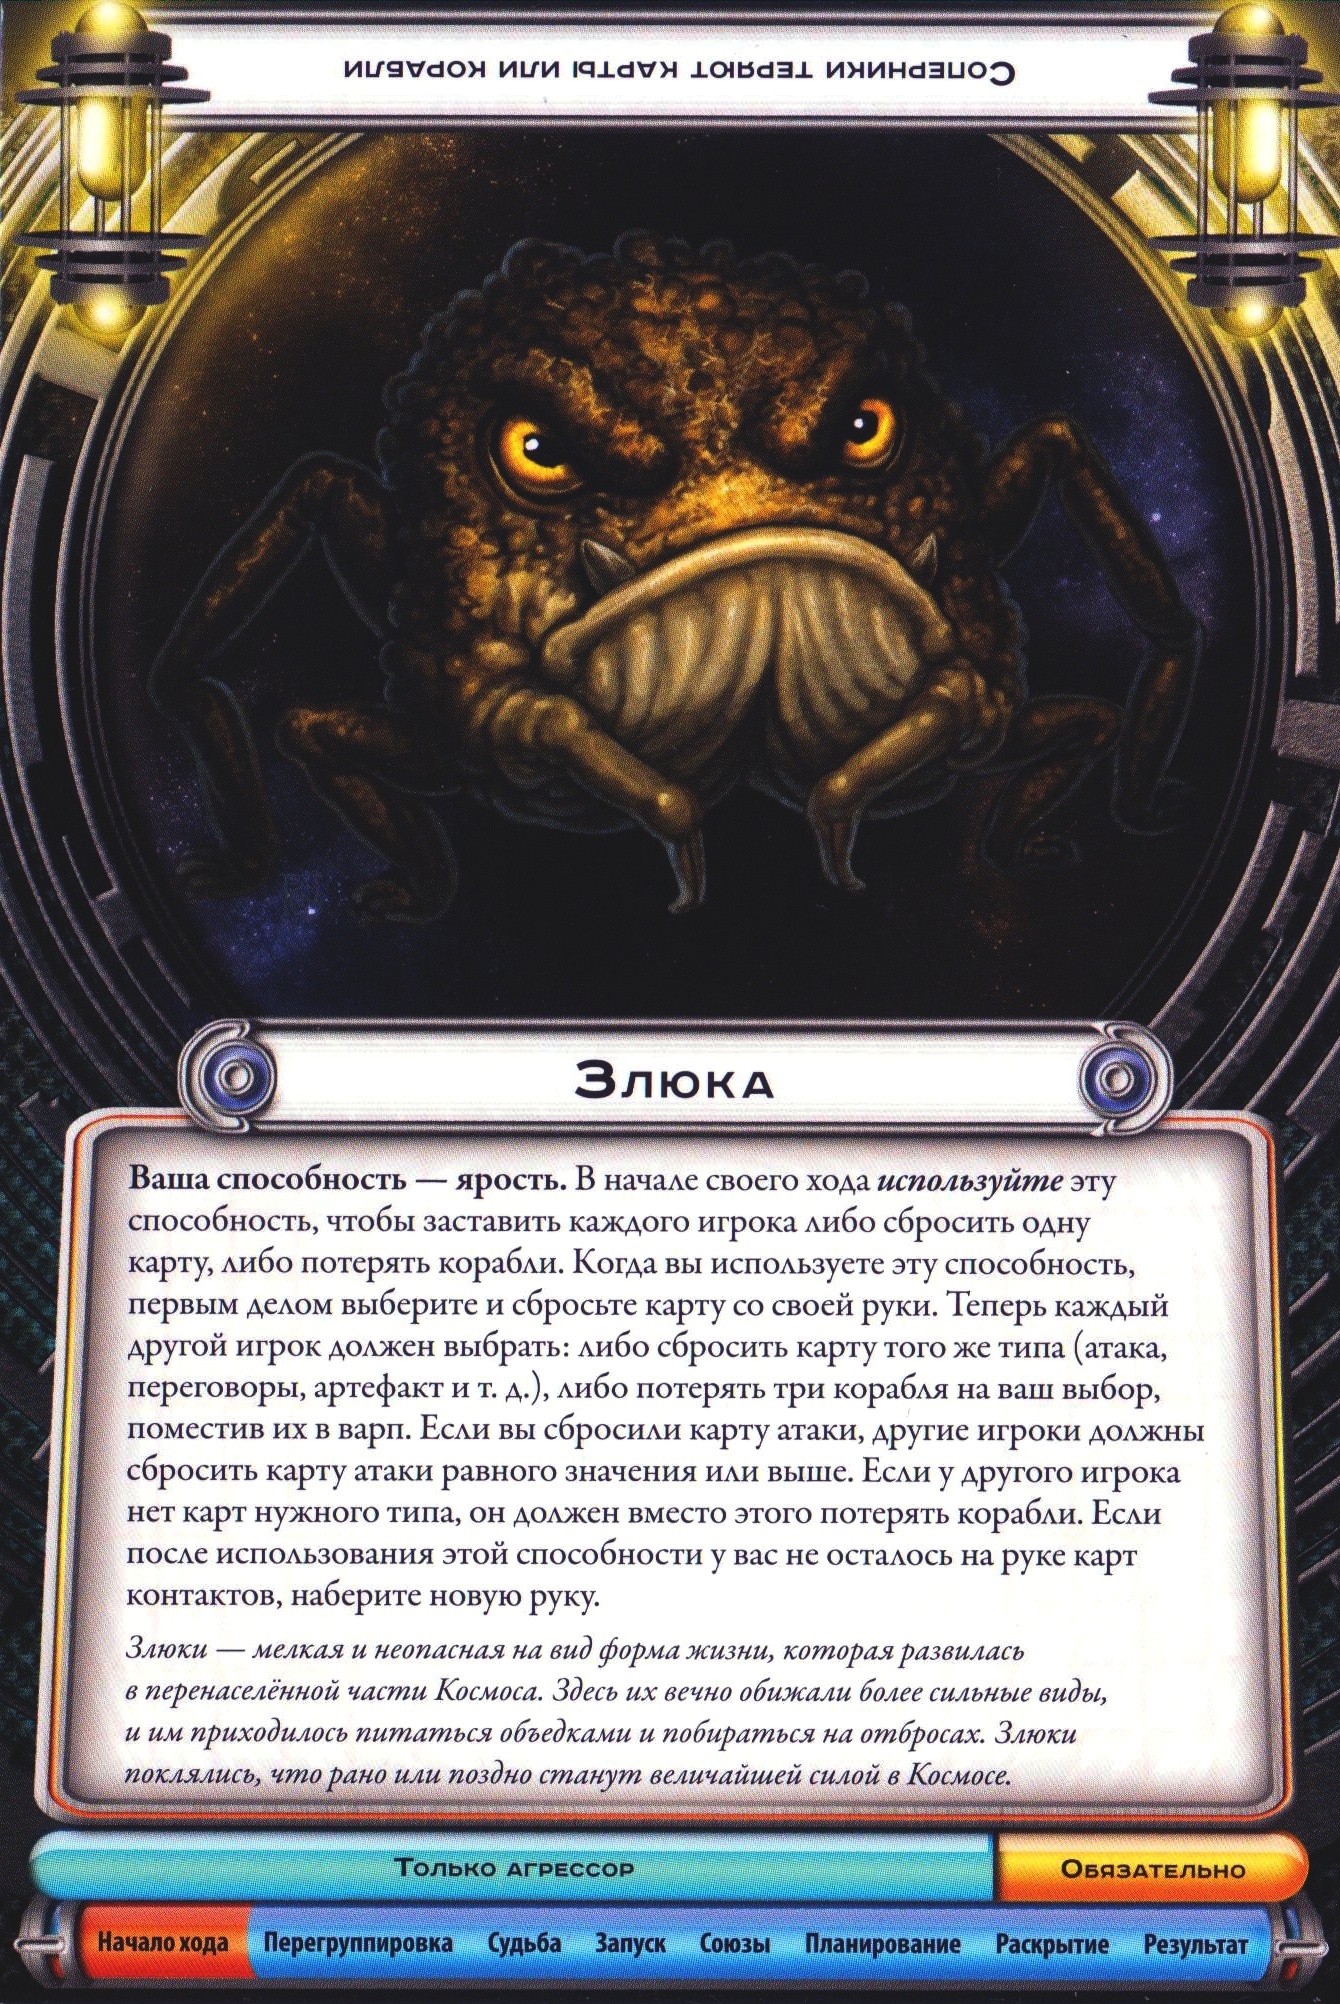 Соперники теряют карты или корабли
Злюка
Ваша способность — ярость. В начале своего хода используйте эту
способность, чтобы заставить каждого игрока либо сбросить одну
карту, либо потерять корабли. Когда вы используете эту способность,
первым делом выберите и сбросьте карту со своей руки. Теперь каждый
другой игрок должен выбрать: либо сбросить карту того же типа (атака,
переговоры, артефакт и т. д.), либо потерять три корабля на ваш выбор,
поместив их в варп. Если вы сбросили карту атаки, другие игроки должны
сбросить карту атаки равного значения или выше. Если у другого игрока
нет карт нужного типа, он должен вместо этого потерять корабли. Если
после использования этой способности у вас не осталось на руке карт
контактов, наберите новую руку.
Злюки — мелкая и неопасная на вид форма жизни, которая развилась
в перенаселённой части Космоса. Здесь их вечно обижали более сильные виды,
и им приходилось питаться объедками и побираться на отбросах. Злюки
поклялись, что рано или поздно станут величайшей силой в Космосе.
Только агрессор Обязательно
Начало хода Перегруппировка Судьба Запуск Союзы Планирование Раскрытие Результат